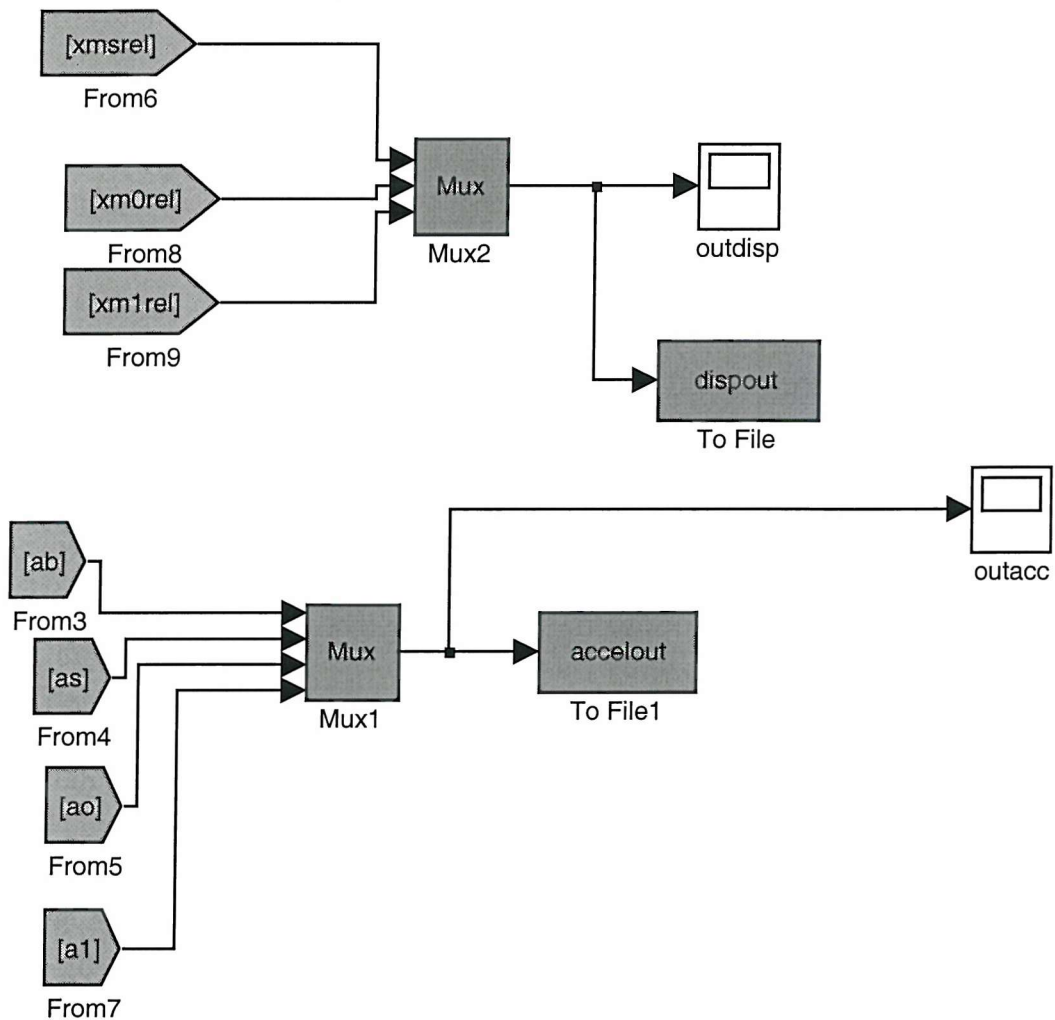 [xmsrel]
From6
[xm0rel]
From8
[xm1rel]
From9
Mux
Mux2
outdisp
dispout
To File
outacc
[ab]
From3
[as]
From4
[ao]
From5
[a1]
From7
Mux
Mux1
accelout
To File1